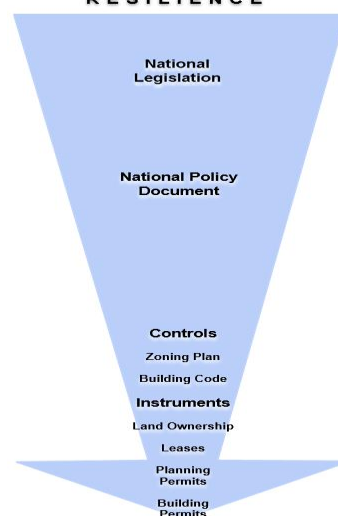 RESILIENCE
National
Legislation
National Policy
Document
Controls
Zoning Plan
Building Code
Instruments
Land Ownership
Leases
Planning
Permits
Building
Permits